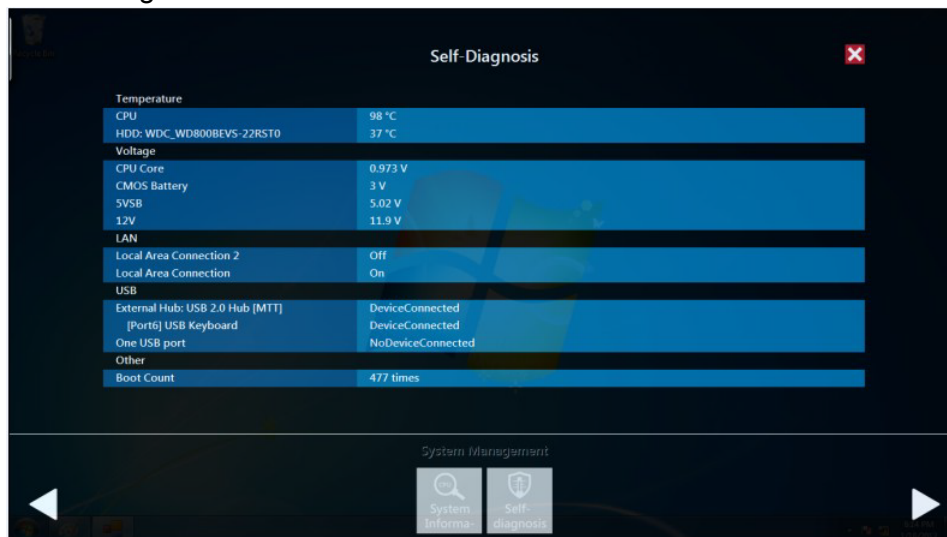 Self-Diagnosis
Temperature
CPU 98 °C
HDD: WDC_WD800BEVS-22RST0 37 °C
Voltage
CPU Core 0.973 V
CMOS Battery 3 V
5VSB 5.02 V
12V 11.9 V
LAN
Local Area Connection 2 Off
Local Area Connection On
USB
External Hub: USB 2.0 Hub [MTT] DeviceConnected
[Port6] USB Keyboard DeviceConnected
One USB port NoDeviceConnected
Other
Boot Count 477 times
System Management
CPU
System Informa-
Self-diagnosis